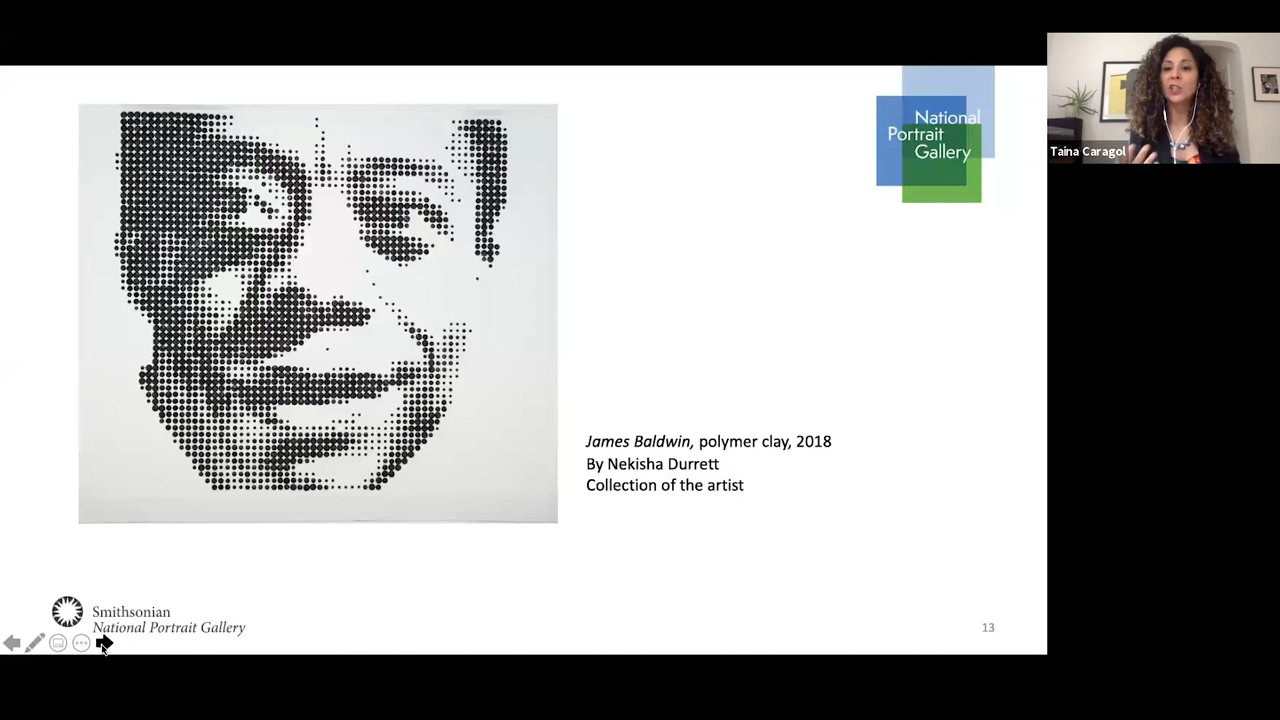 National
Portrait
Gallery
Taína Caragol
James Baldwin, polymer clay, 2018
By Nekisha Durrett
Collection of the artist
Smithsonian
National Portrait Gallery
13